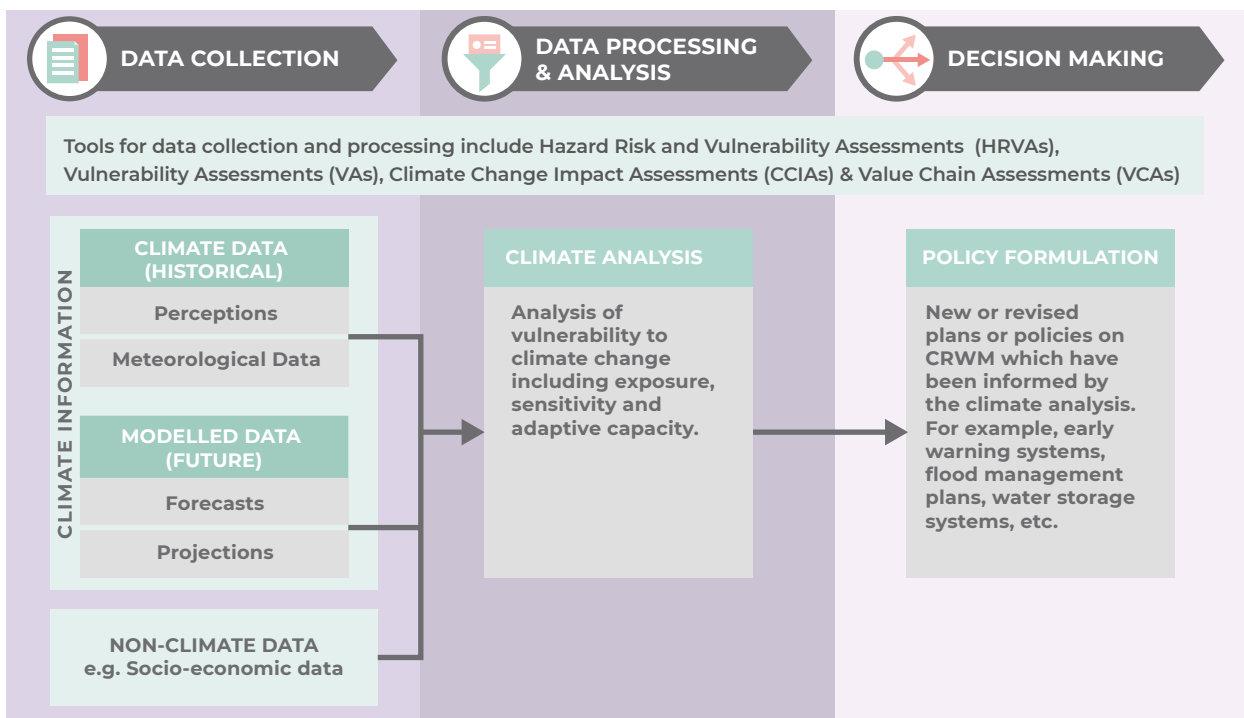 DATA COLLECTION
DATA PROCESSING
& ANALYSIS
DECISION MAKING
Tools for data collection and processing include Hazard Risk and Vulnerability Assessments (HRVAs),
Vulnerability Assessments (VAs), Climate Change Impact Assessments (CCIAs) & Value Chain Assessments (VCAs)
CLIMATE INFORMATION
CLIMATE DATA
(HISTORICAL)
Perceptions
Meteorological Data
MODELLED DATA
(FUTURE)
Forecasts
Projections
NON-CLIMATE DATA
e.g. Socio-economic data
CLIMATE ANALYSIS
Analysis of
vulnerability to
climate change
including exposure,
sensitivity and
adaptive capacity.
POLICY FORMULATION
New or revised
plans or policies on
CRWM which have
been informed by
the climate analysis.
For example, early
warning systems,
flood management
plans, water storage
systems, etc.